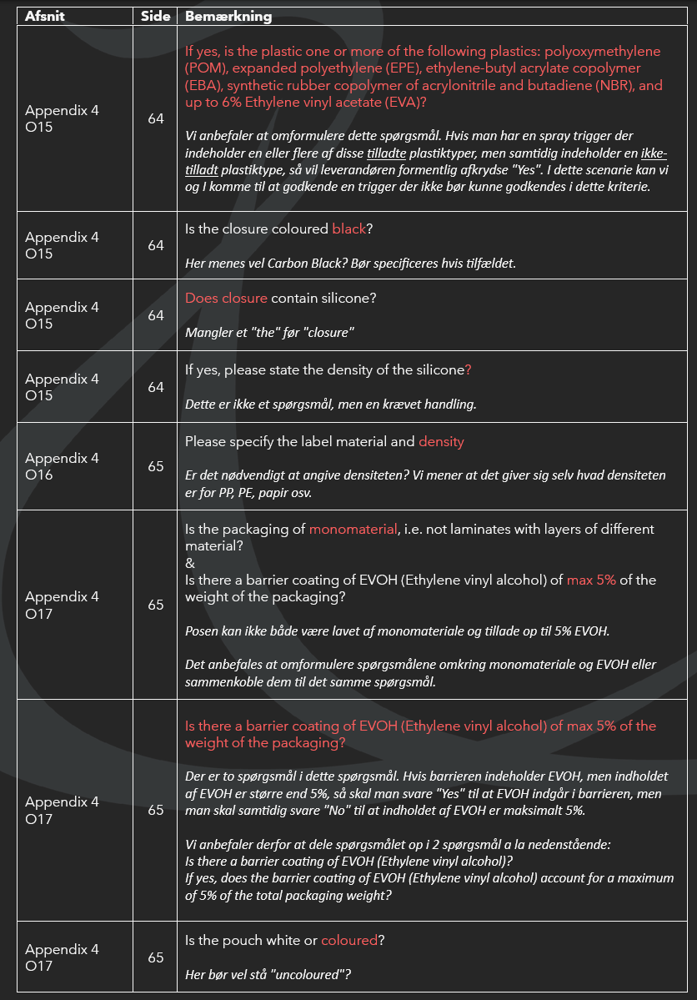 Afsnit Side Bemærkning
If yes, is the plastic one or more of the following plastics: polyoxymethylene
(POM), expanded polyethylene (EPE), ethylene-butyl acrylate copolymer
(EBA), synthetic rubber copolymer of acrylonitrile and butadiene (NBR), and
up to 6% Ethylene vinyl acetate (EVA)?
Appendix 4
O15
64
Vi anbefaler at omformulere dette spørgsmål. Hvis man har en spray trigger der
indeholder en eller flere af disse tilladte plastiktyper, men samtidig indeholder en ikke-
tilladt plastiktype, så vil leverandøren formentlig afkrydse "Yes". I dette scenarie kan vi
og I komme til at godkende en trigger der ikke bør kunne godkendes i dette kriterie.
Appendix 4
O15
64
Is the closure coloured black?
Her menes vel Carbon Black? Bør specificeres hvis tilfældet.
Appendix 4
O15
64
Does closure contain silicone?
Mangler et "the" før "closure"
Appendix 4
O15
64
If yes, please state the density of the silicone?
Dette er ikke et spørgsmål, men en krævet handling.
Appendix 4
O16
65
Please specify the label material and density
Er det nødvendigt at angive densiteten? Vi mener at det giver sig selv hvad densiteten
er for PP, PE, papir osv.
Appendix 4
O17
65
Is the packaging of monomaterial, i.e. not laminates with layers of different
material?
&
Is there a barrier coating of EVOH (Ethylene vinyl alcohol) of max 5% of the
weight of the packaging?
Posen kan ikke både være lavet af monomateriale og tillade op til 5% EVOH.
Det anbefales at omformulere spørgsmålene omkring monomateriale og EVOH eller
sammenkoble dem til det samme spørgsmål.
Appendix 4
O17
65
Is there a barrier coating of EVOH (Ethylene vinyl alcohol) of max 5% of the
weight of the packaging?
Der er to spørgsmål i dette spørgsmål. Hvis barrieren indeholder EVOH, men indholdet
af EVOH er større end 5%, så skal man svare "Yes" til at EVOH indgår i barrieren, men
man skal samtidig svare "No" til at indholdet af EVOH er maksimalt 5%.
Vi anbefaler derfor at dele spørgsmålet op i 2 spørgsmål a la nedenstående:
Is there a barrier coating of EVOH (Ethylene vinyl alcohol)?
If yes, does the barrier coating of EVOH (Ethylene vinyl alcohol) account for a maximum
of 5% of the total packaging weight?
Appendix 4
O17
65
Is the pouch white or coloured?
Her bør vel stå "uncoloured"?